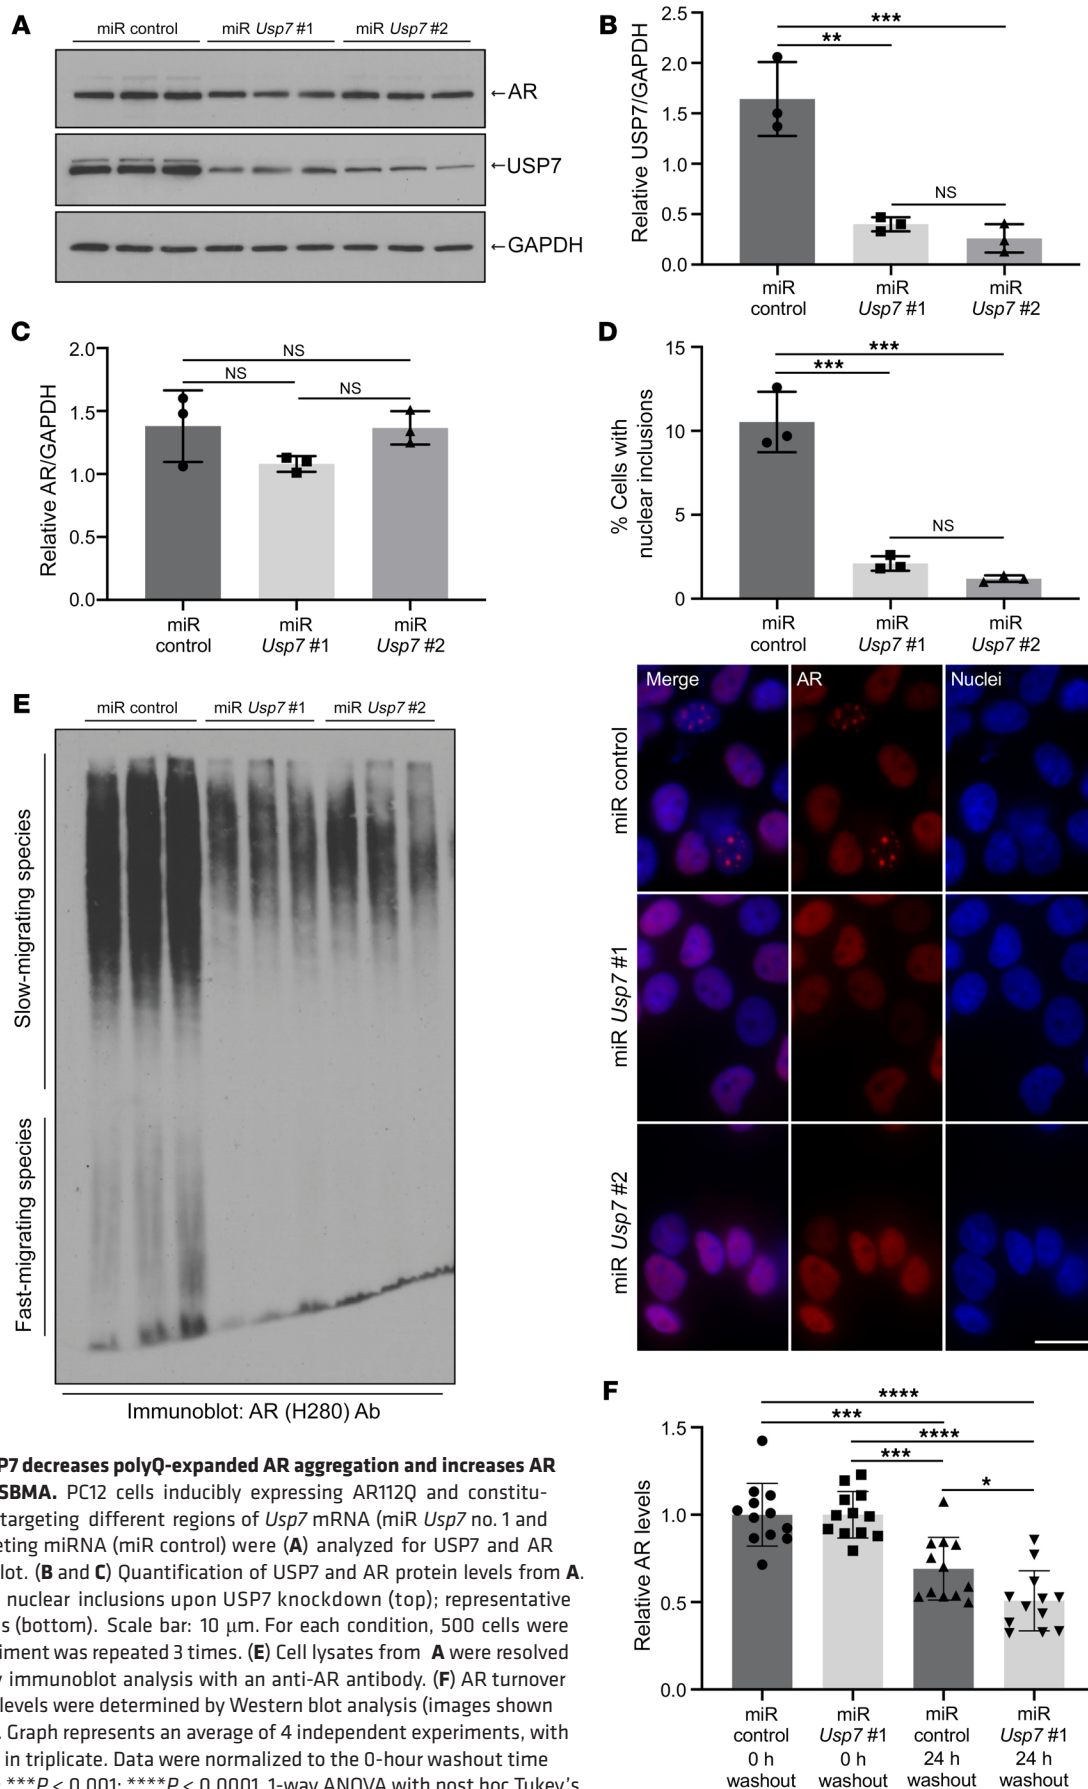 A
miR control miR Usp7 #1 miR Usp7 #2
←AR
←USP7
←GAPDH
B
Relative USP7/GAPDH
2.5
2.0
1.5
1.0
0.5
0.0
***
**
NS
miR control
miR Usp7 #1
miR Usp7 #2
C
Relative AR/GAPDH
2.0
1.5
1.0
0.5
0.0
NS
NS
NS
miR control
miR Usp7 #1
miR Usp7 #2
D
% Cells with
nuclear inclusions
15
10
5
0
***
***
NS
miR control
miR Usp7 #1
miR Usp7 #2
Merge AR Nuclei
miR control
miR Usp7 #1
miR Usp7 #2
E
miR control miR Usp7 #1 miR Usp7 #2
Slow-migrating species
Fast-migrating species
Immunoblot: AR (H280) Ab
F
Relative AR levels
1.5
1.0
0.5
0.0
****
***
****
***
*
miR control 0 h washout
miR Usp7 #1 0 h washout
miR control 24 h washout
miR Usp7 #1 24 h washout
P7 decreases polyQ-expanded AR aggregation and increases AR
SBMA. PC12 cells inducibly expressing AR112Q and constitu-
targeting different regions of Usp7 mRNA (miR Usp7 no. 1 and
eting miRNA (miR control) were (A) analyzed for USP7 and AR
lot. (B and C) Quantification of USP7 and AR protein levels from A.
nuclear inclusions upon USP7 knockdown (top); representative
s (bottom). Scale bar: 10 μm. For each condition, 500 cells were
riment was repeated 3 times. (E) Cell lysates from A were resolved
y immunoblot analysis with an anti-AR antibody. (F) AR turnover
levels were determined by Western blot analysis (images shown
. Graph represents an average of 4 independent experiments, with
in triplicate. Data were normalized to the 0-hour washout time
***P < 0.001; ****P < 0.0001. 1-way ANOVA with post hoc Tukey's